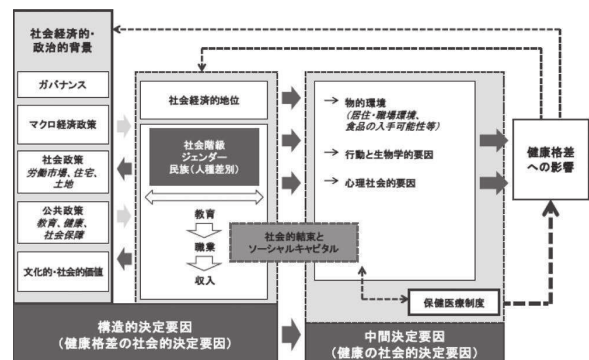 社会経済的・
政治的背景
ガバナンス
マクロ経済政策
社会政策
労働市場、住宅、
土地
公共政策
教育、健康、
社会保障
文化的・社会的価値
社会経済的地位
社会階級
ジェンダー
民族(人種差別)
教育
職業
収入
社会的結束と
ソーシャルキャピタル
物的環境
(居住・職場環境、
食品の入手可能性等)
行動と生物学的要因
心理社会的要因
保健医療制度
健康格差
への影響
構造的決定要因
(健康格差の社会的決定要因)
中間決定要因
(健康の社会的決定要因)